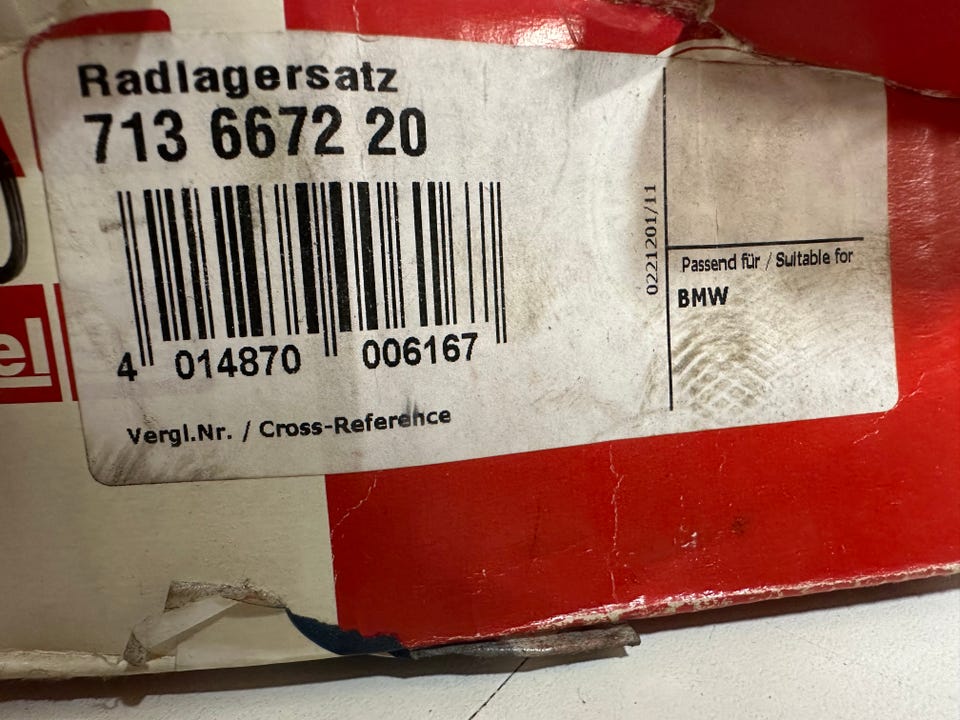 Radlagersatz
713 6672 20
4 014870 006167
Vergl.Nr. / Cross-Reference
0221201/11
Passend für / Suitable for
BMW
el